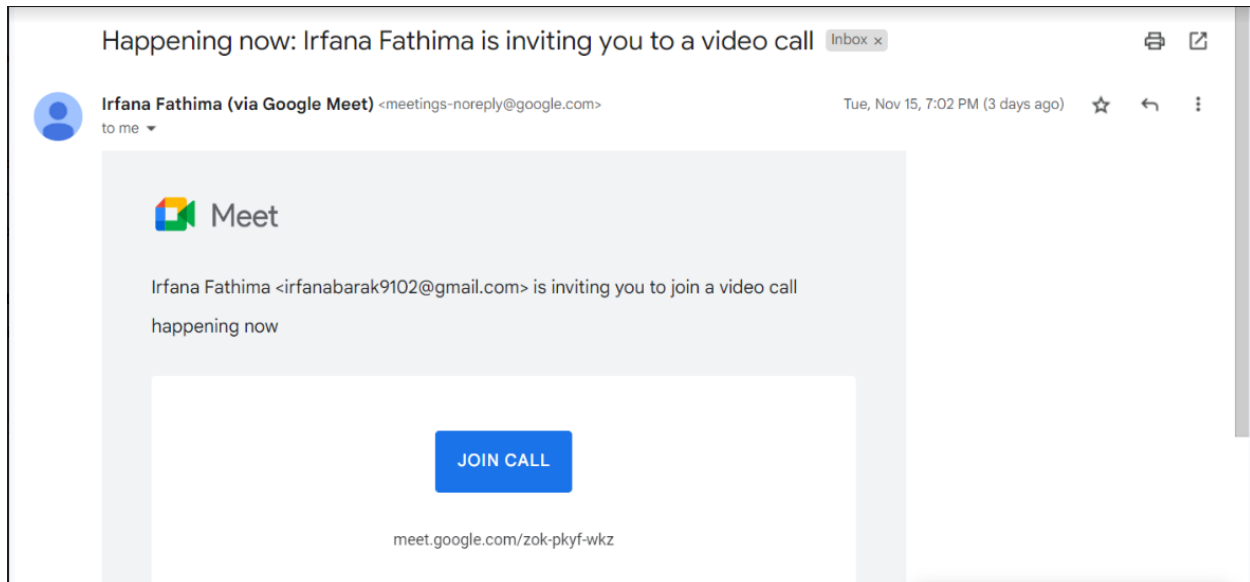 Happening now: Irfana Fathima is inviting you to a video call Inbox ×
Irfana Fathima (via Google Meet) <meetings-noreply@google.com> Tue, Nov 15, 7:02 PM (3 days ago)
to me
Meet
Irfana Fathima <irfanabarak9102@gmail.com> is inviting you to join a video call
happening now
JOIN CALL
meet.google.com/zok-pkyf-wkz